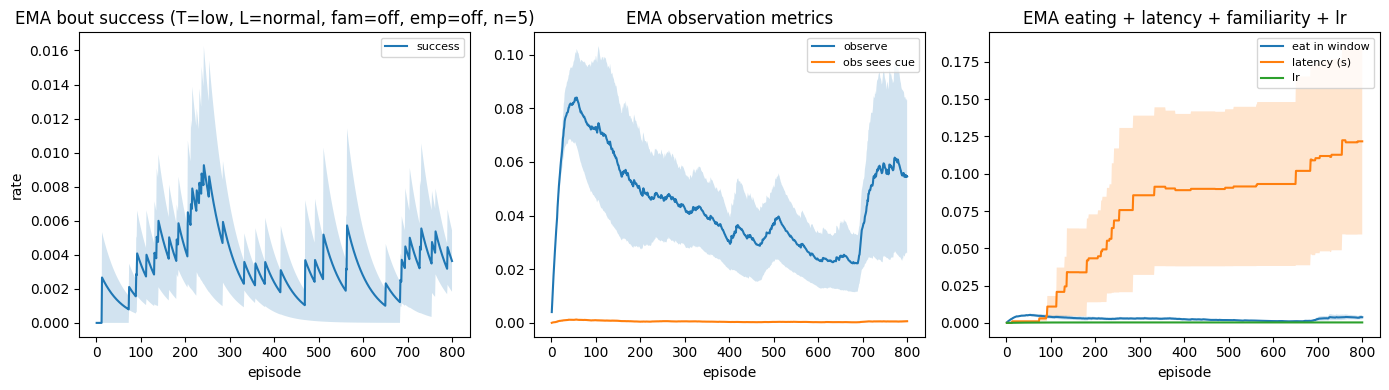 EMA bout success (T=low, L=normal, fam=off, emp=off, n=5)
success
0.016
0.014
0.012
0.010
0.008
0.006
0.004
0.002
0.000
rate
0 100 200 300 400 500 600 700 800
episode
EMA observation metrics
observe
obs sees cue
0.10
0.08
0.06
0.04
0.02
0.00
0 100 200 300 400 500 600 700 800
episode
EMA eating + latency + familiarity + lr
eat in window
latency (s)
lr
0.175
0.150
0.125
0.100
0.075
0.050
0.025
0.000
0 100 200 300 400 500 600 700 800
episode